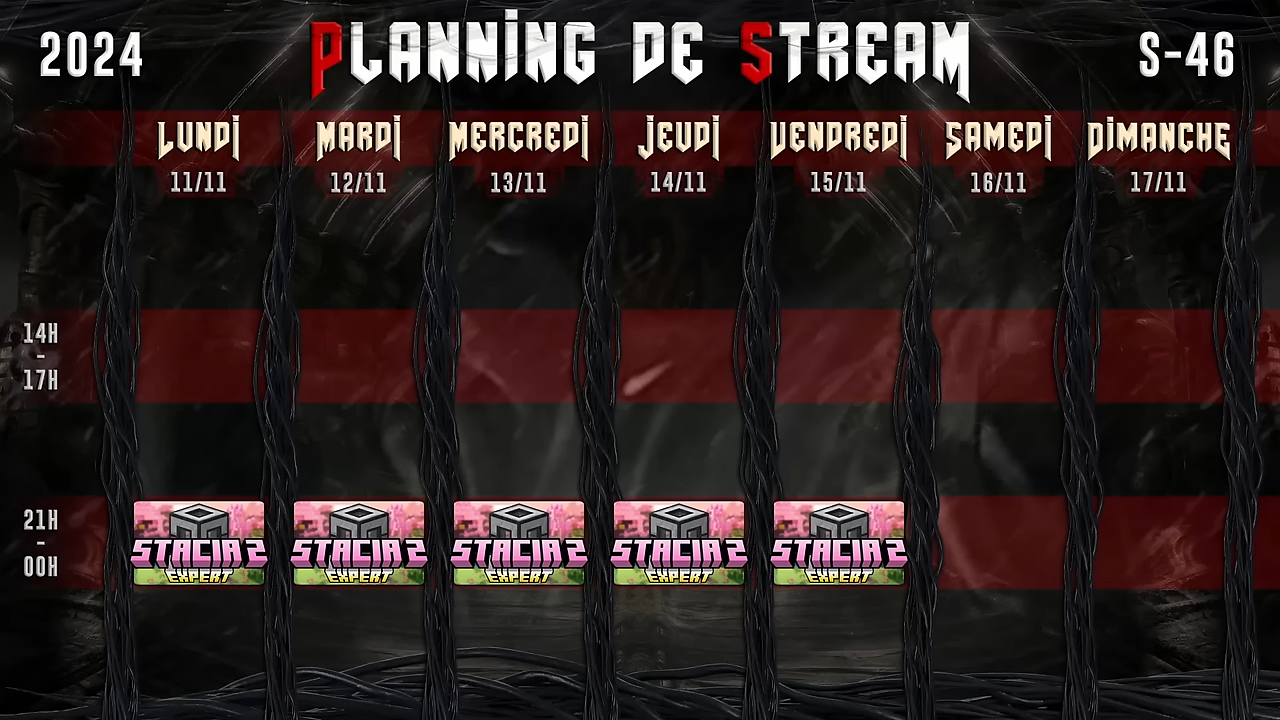 2024
PLANNING DE STREAM
S-46
LUNDI
MARDI
MERCREDI
JEUDI
VENDREDI
SAMEDI
DIMANCHE
11/11
12/11
13/11
14/11
15/11
16/11
17/11
14H
-
17H
21H
-
00H
STACIA 2
EXPERT
STACIA 2
EXPERT
STACIA 2
EXPERT
STACIA 2
EXPERT
STACIA 2
EXPERT